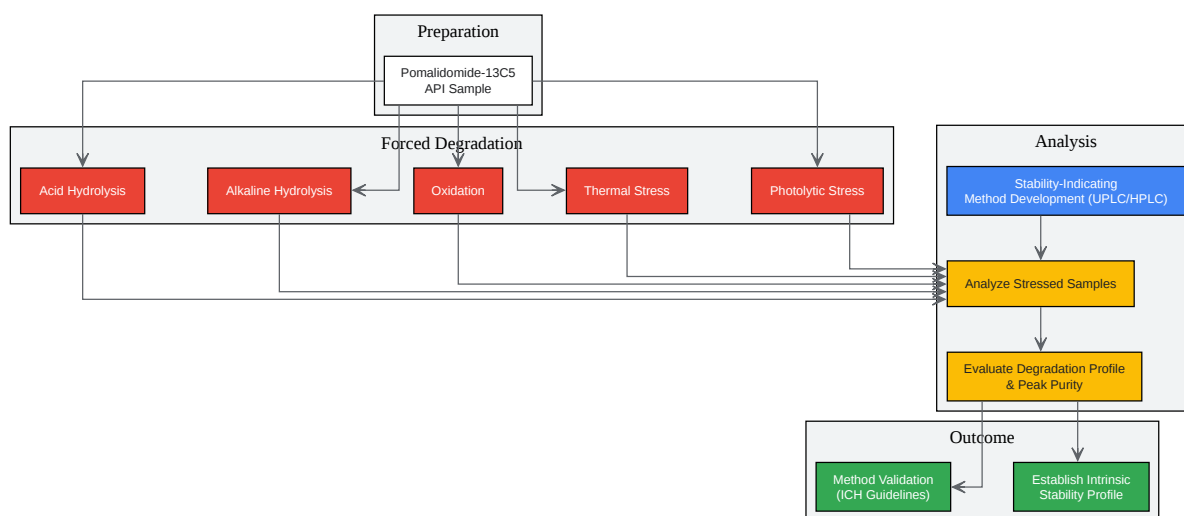 Preparation
Pomalidomide-13C5
API Sample
Forced Degradation
Acid Hydrolysis
Alkaline Hydrolysis
Oxidation
Thermal Stress
Photolytic Stress
Analysis
Stability-Indicating
Method Development (UPLC/HPLC)
Analyze Stressed Samples
Evaluate Degradation Profile
& Peak Purity
Outcome
Method Validation
(ICH Guidelines)
Establish Intrinsic
Stability Profile